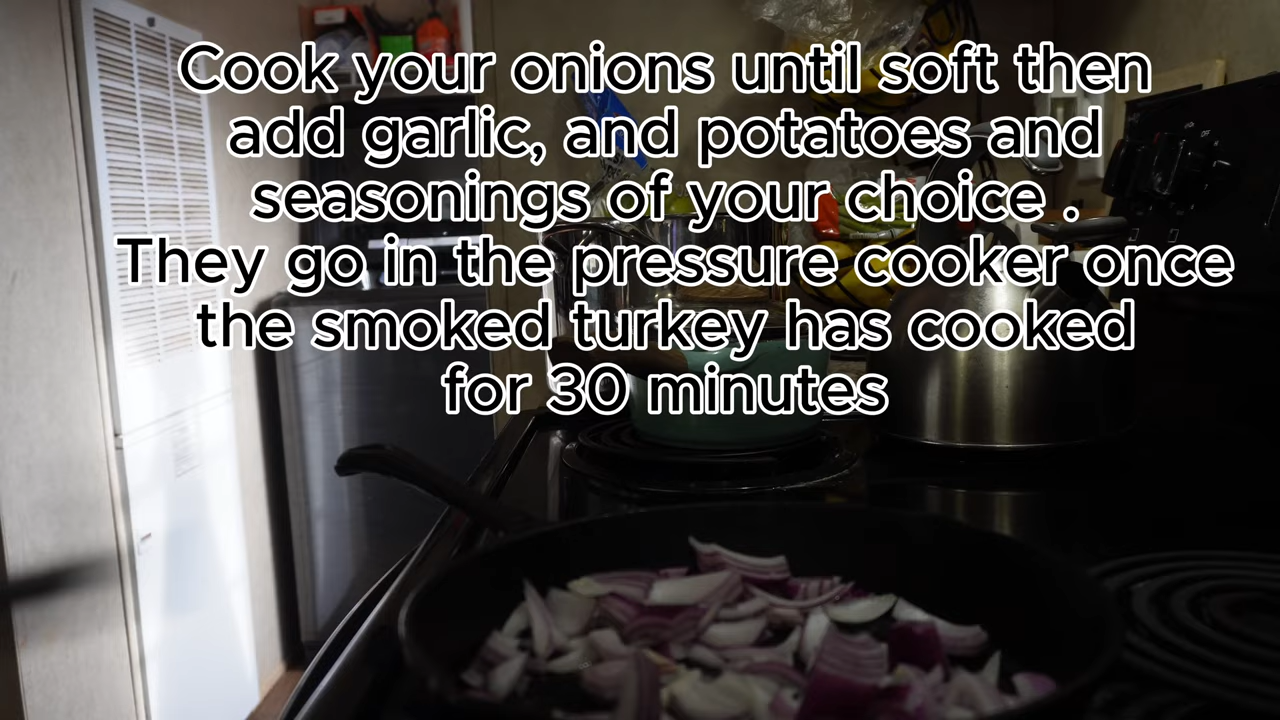 Cook your onions until soft then
add garlic, and potatoes and
seasonings of your choice .
They go in the pressure cooker once
the smoked turkey has cooked
for 30 minutes